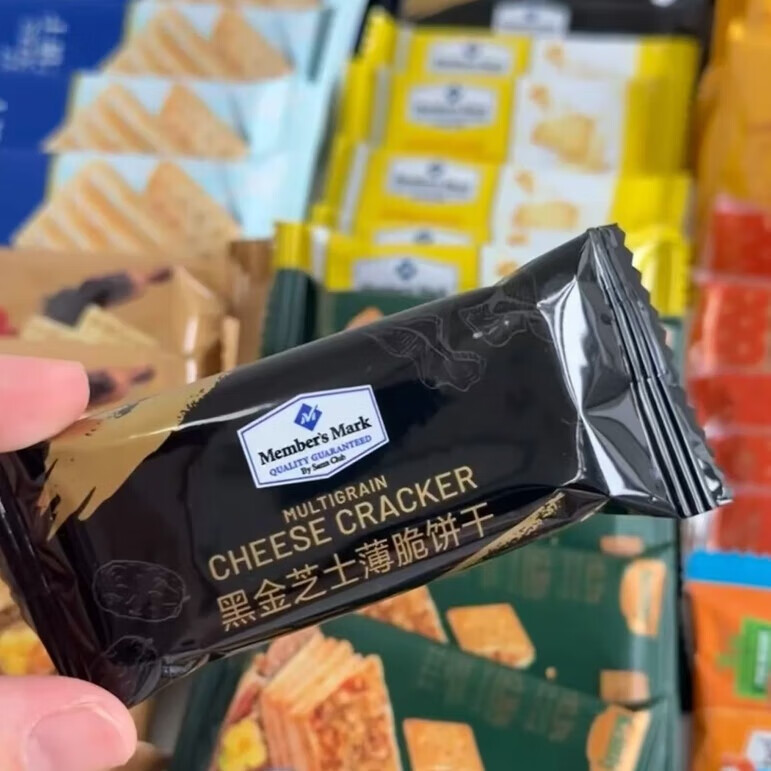 Member's Mark
QUALITY GUARANTEED
By Sam's Club
MULTIGRAIN
CHEESE CRACKER
黑金芝士薄脆饼干